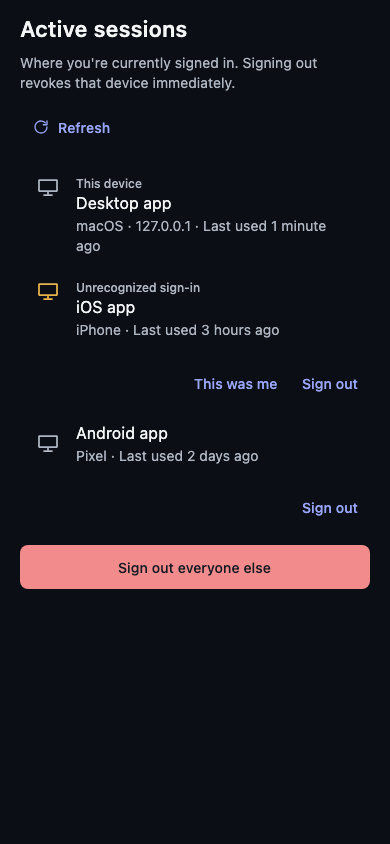 Active sessions
Where you're currently signed in. Signing out
revokes that device immediately.
Refresh
This device
Desktop app
macOS · 127.0.0.1 · Last used 1 minute
ago
Unrecognized sign-in
iOS app
iPhone · Last used 3 hours ago
This was me Sign out
Android app
Pixel · Last used 2 days ago
Sign out
Sign out everyone else